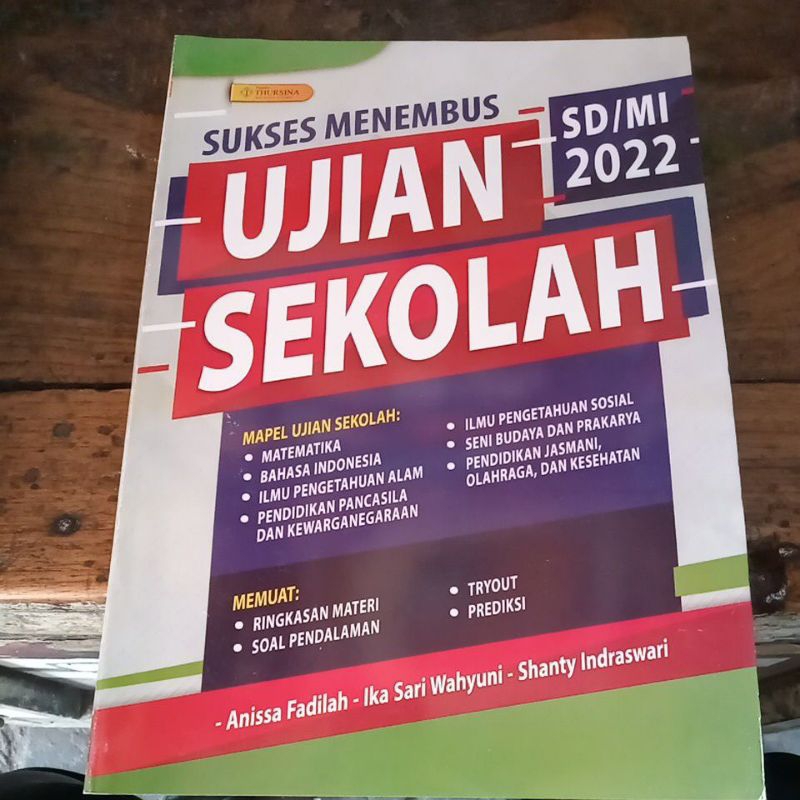 THURSINA
SUKSES MENEMBUS
UJIAN
SEKOLAH
SD/MI
2022
MAPEL UJIAN SEKOLAH:
• MATEMATIKA
• BAHASA INDONESIA
• ILMU PENGETAHUAN ALAM
• PENDIDIKAN PANCASILA
DAN KEWARGANEGARAAN
• ILMU PENGETAHUAN SOSIAL
• SENI BUDAYA DAN PRAKARYA
• PENDIDIKAN JASMANI,
OLAHRAGA, DAN KESEHATAN
MEMUAT:
• RINGKASAN MATERI
• SOAL PENDALAMAN
• TRYOUT
• PREDIKSI
- Anissa Fadilah - Ika Sari Wahyuni - Shanty Indraswari